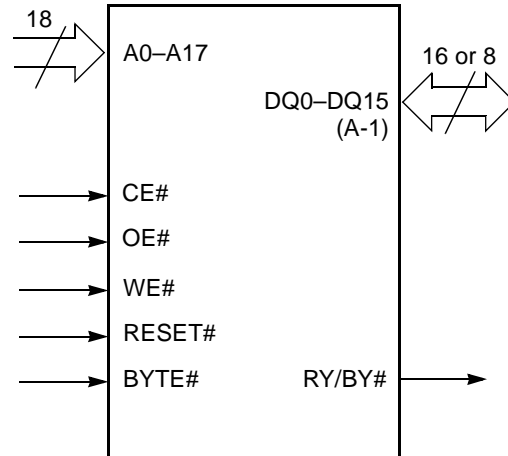 18
A0–A17
16 or 8
DQ0–DQ15
(A-1)
CE#
OE#
WE#
RESET#
BYTE#
RY/BY#